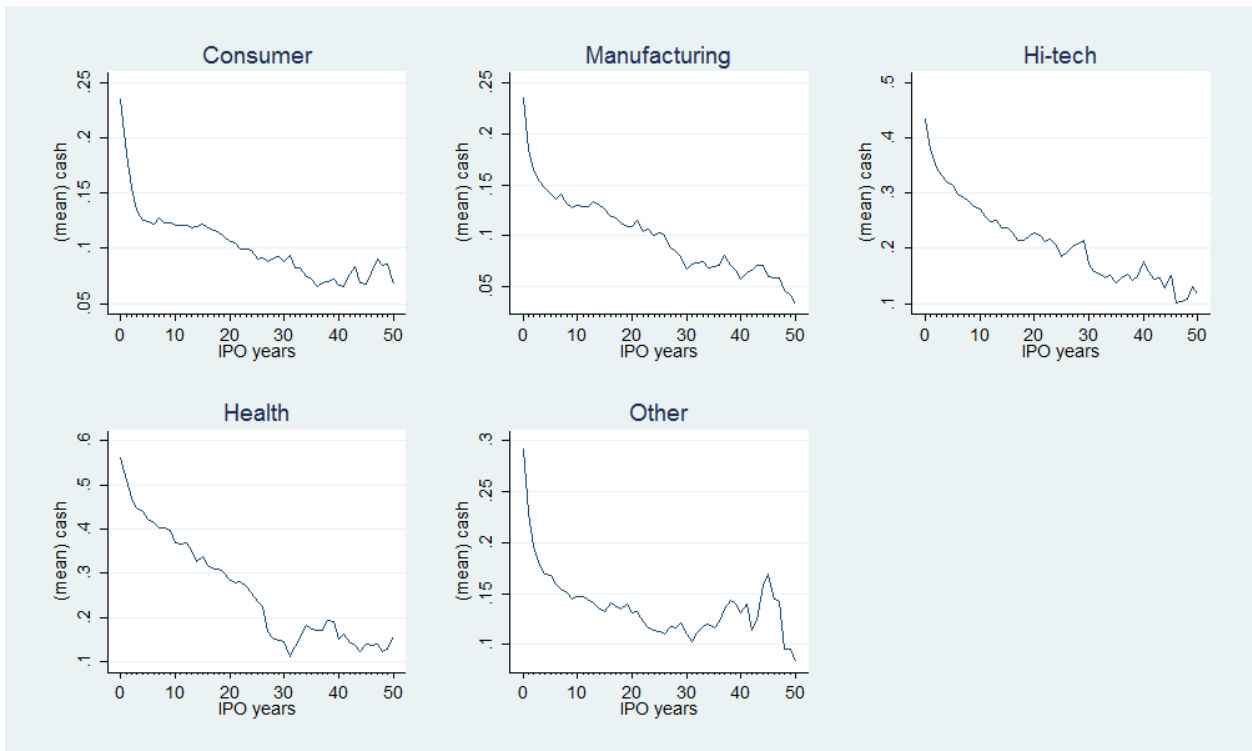 Consumer
(mean) cash
.05 .1 .15 .2 .25
0 10 20 30 40 50
IPO years
Manufacturing
(mean) cash
.05 .1 .15 .2 .25
0 10 20 30 40 50
IPO years
Hi-tech
(mean) cash
.1 .2 .3 .4 .5
0 10 20 30 40 50
IPO years
Health
(mean) cash
.1 .2 .3 .4 .5 .6
0 10 20 30 40 50
IPO years
Other
(mean) cash
.1 .15 .2 .25 .3
0 10 20 30 40 50
IPO years